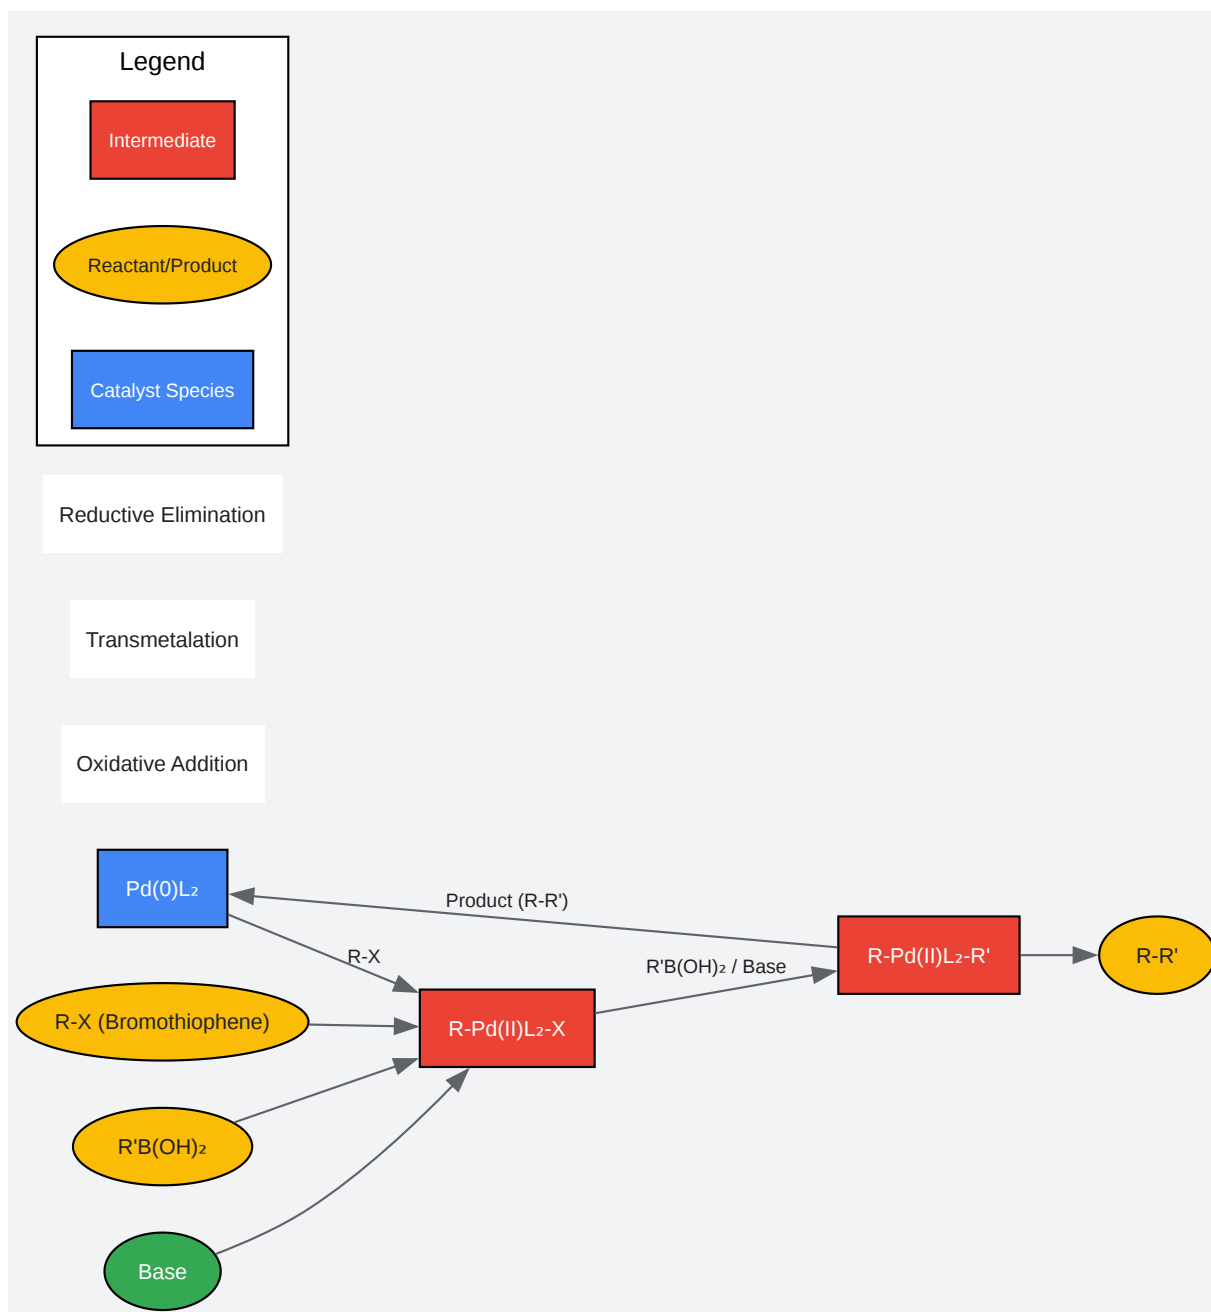 Legend
Intermediate
Reactant/Product
Catalyst Species
Reductive Elimination
Transmetalation
Oxidative Addition
Pd(0)L₂
Product (R-R')
R-X
R'B(OH)₂ / Base
R-Pd(II)L₂-R'
R-R'
R-X (Bromothiophene)
R-Pd(II)L₂-X
R'B(OH)₂
Base